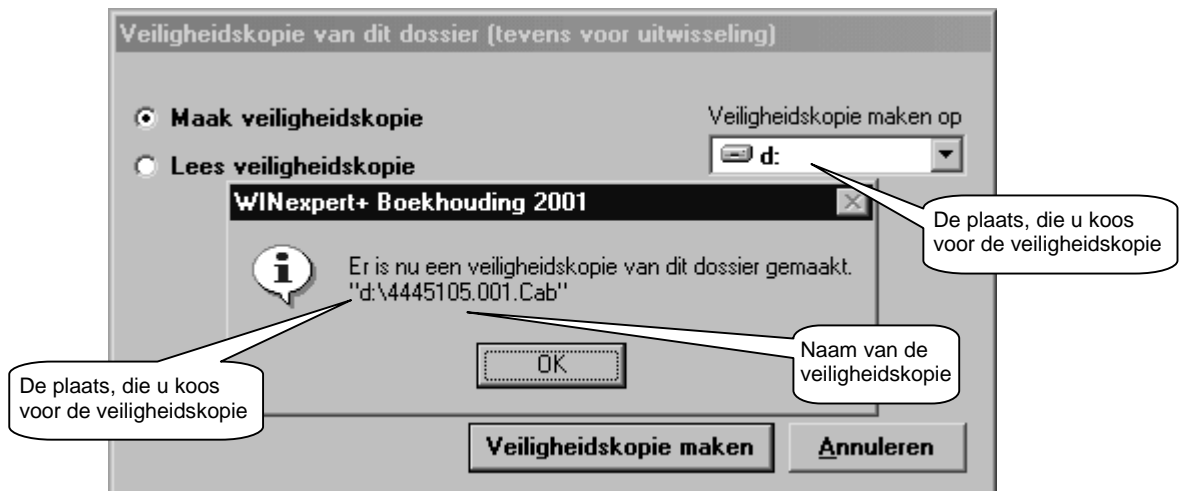 Veiligheidskopie van dit dossier (tevens voor uitwisseling)
Maak veiligheidskopie
Veiligheidskopie maken op
Lees veiligheidskopie
d:
WINexpert+ Boekhouding 2001
De plaats, die u koos
voor de veiligheidskopie
Er is nu een veiligheidskopie van dit dossier gemaakt.
"d:\4445105.001.Cab"
OK
Naam van de
veiligheidskopie
De plaats, die u koos
voor de veiligheidskopie
Veiligheidskopie maken
Annuleren